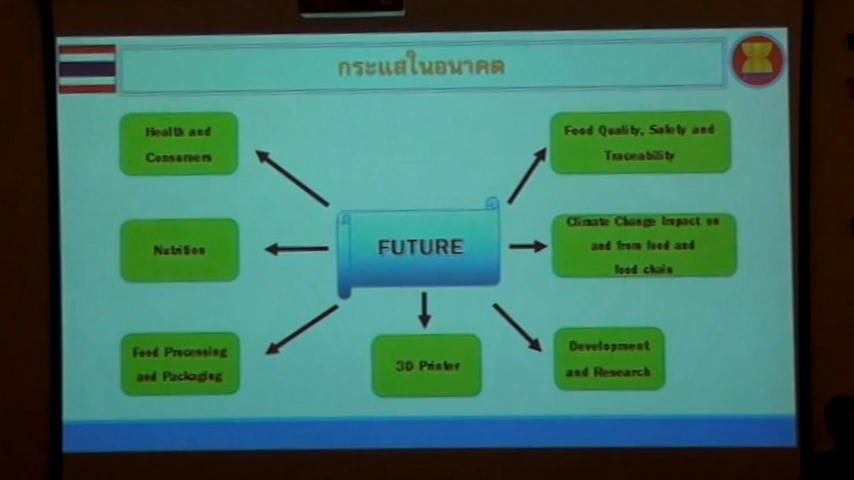 กระแสในอนาคต
Health and
Consumers
Food Quality, Safety and
Traceability
Nutrition
FUTURE
Climate Change Impact on
and from food and
food chain
Food Processing
and Packaging
3D Printer
Development
and Research